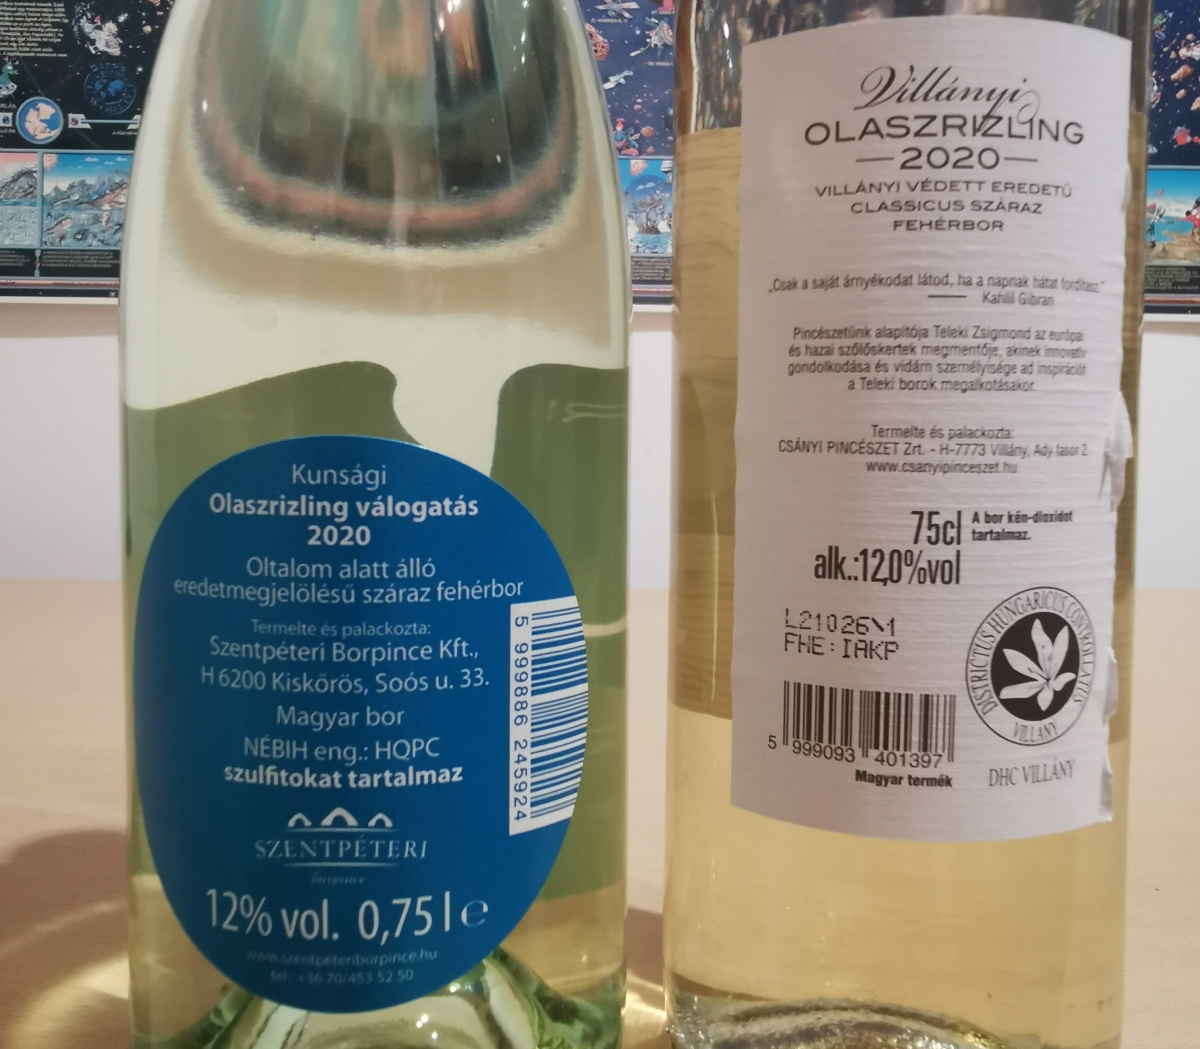 Kunsági
Olaszrizling válogatás
2020
Oltalom alatt álló
eredetmegjelölésű száraz fehérbor
Termelte és palackozta:
Szentpéteri Borpince Kft.,
H 6200 Kiskőrös, Soós u. 33.
Magyar bor
NÉBIH eng.: HQPC
szulfitokat tartalmaz
5 999886 245924
SZENTPÉTERI
borpince
12% vol. 0,75 l e
www.szentpeteriborpince.hu
tel.: +36 70/453 52 50
Villányi
OLASZRIZLING
—2020—
VILLÁNYI VÉDETT EREDETŰ
CLASSICUS SZÁRAZ
FEHÉRBOR
„Csak a saját árnyékodat látod, ha a napnak hátat fordítasz."
Kahlil Gibran
Pincészetünk alapítója Teleki Zsigmond az európai
és hazai szőlőskertek megmentője, akinek innovatív
gondolkodása és vidám személyisége ad inspirációt
a Teleki borok megalkotásakor.
Termelte és palackozta:
CSÁNYI PINCÉSZET Zrt. - H-7773 Villány, Ady fasor 2.
www.csanyipinceszet.hu
75cl
A bor kén-dioxidot
tartalmaz.
alk.:12,0%vol
L21026\1
FHE:IAKP
DISTRICTUS HUNGARICUS CONTROLLATUS
VILLÁNY
5 999093 401397
Magyar termék
DHC VILLÁNY